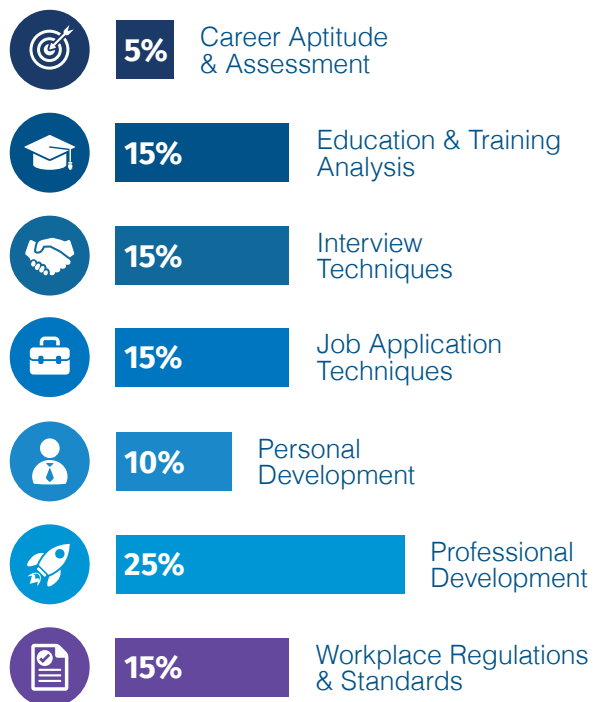 5%
Career Aptitude
& Assessment
15%
Education & Training
Analysis
15%
Interview
Techniques
15%
Job Application
Techniques
10%
Personal
Development
25%
Professional
Development
15%
Workplace Regulations
& Standards